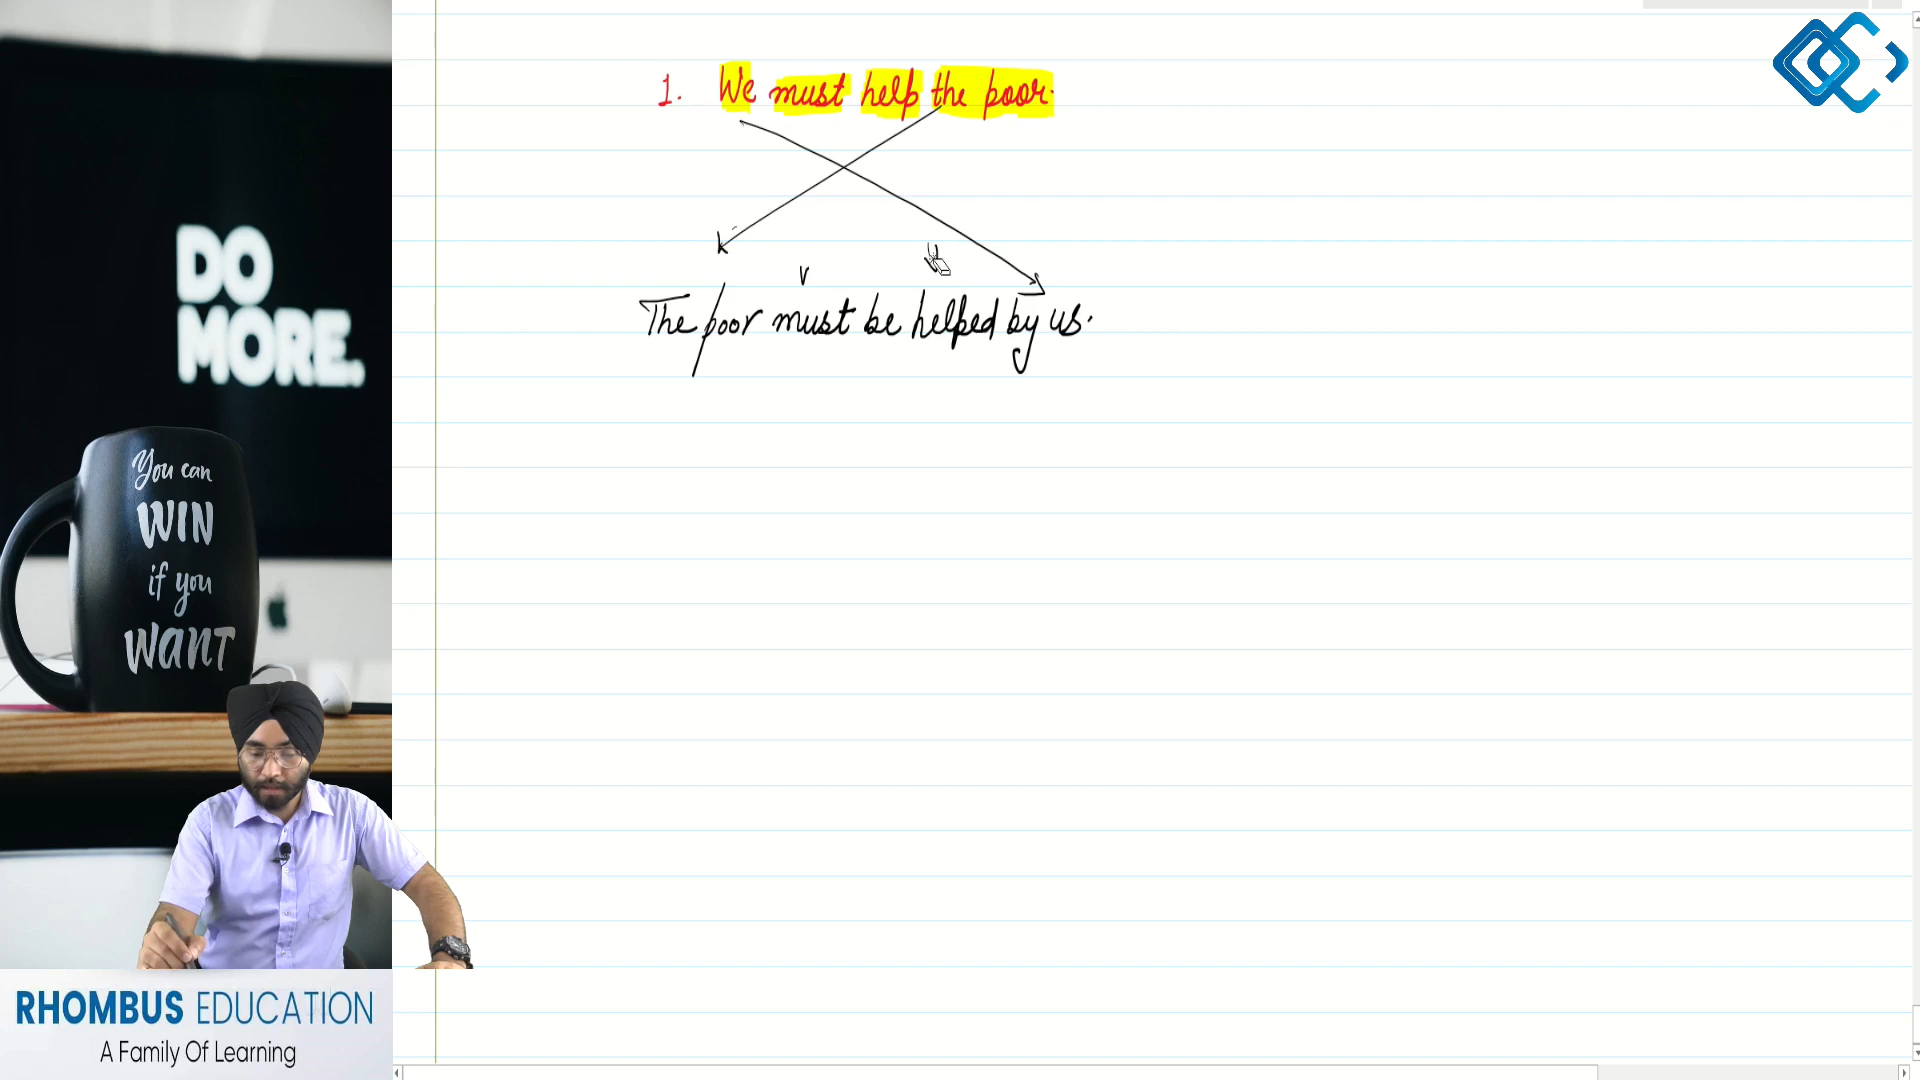 1. We must help the poor.
The poor must be helped by us.
DO
MORE.
You can
WIN
if you
WANT
RHOMBUS EDUCATION
A Family Of Learning